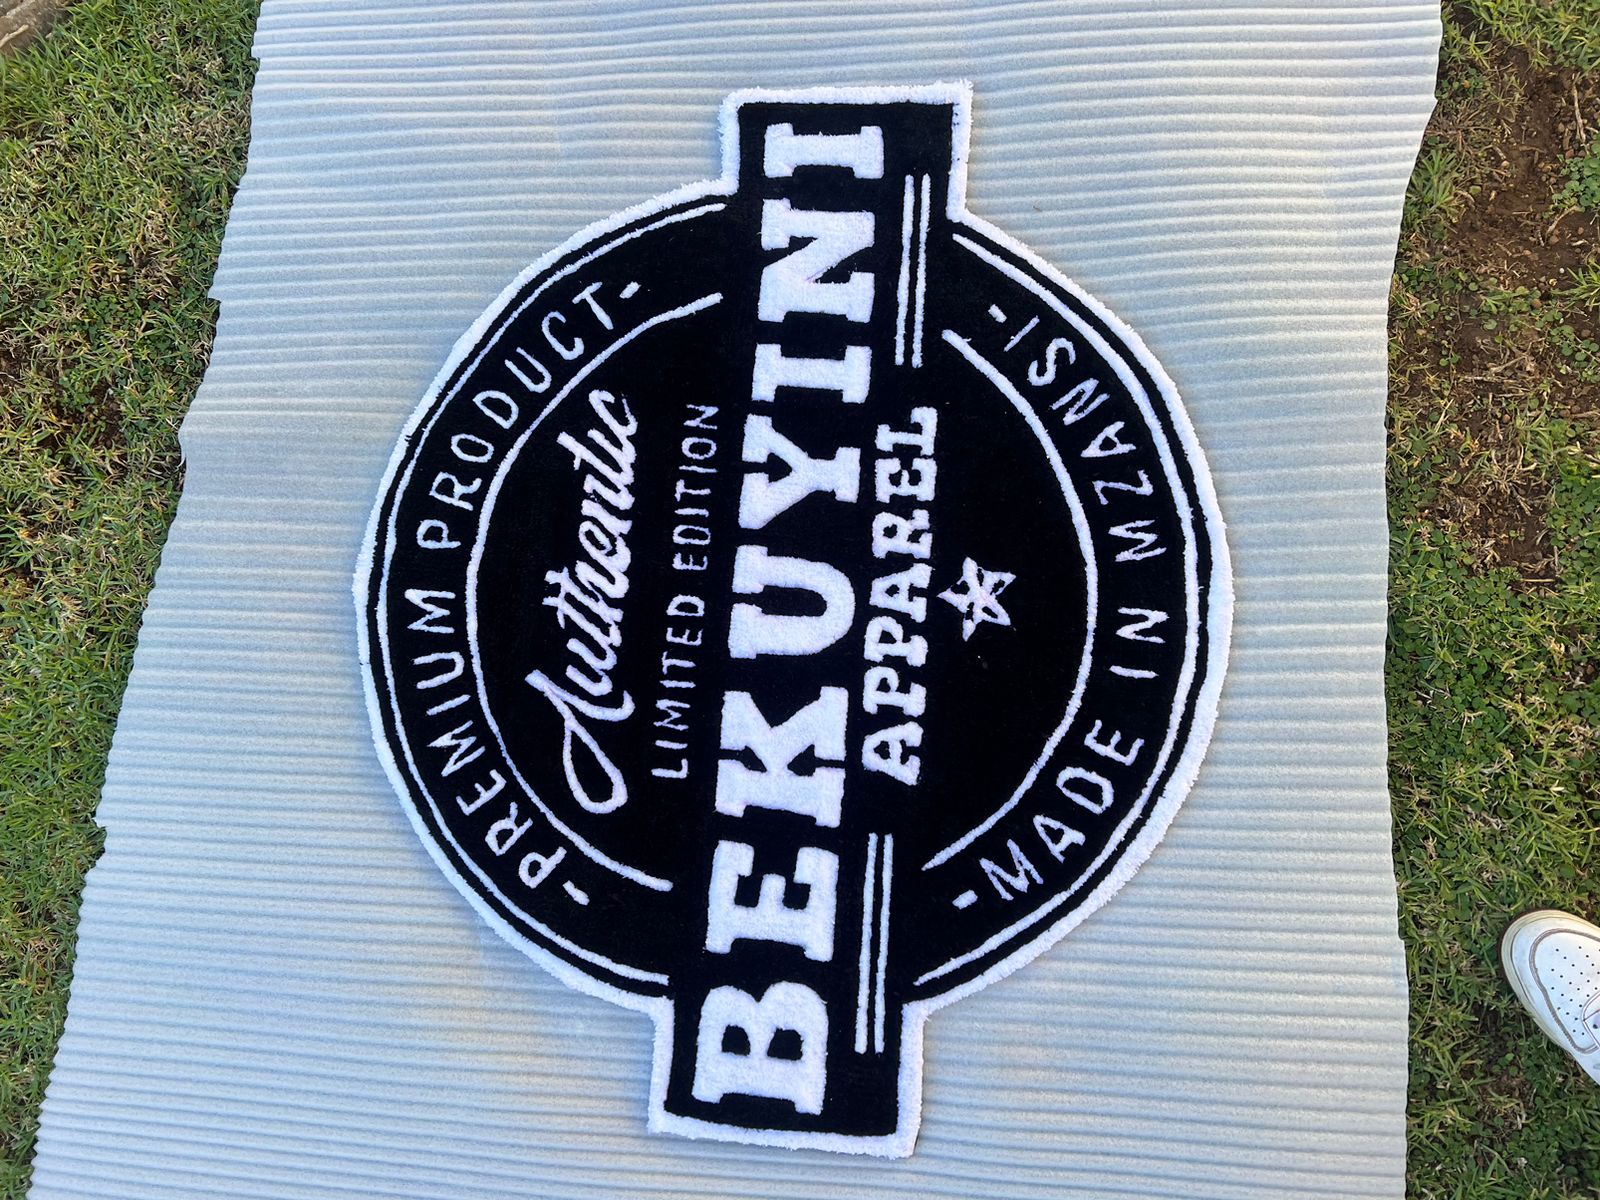 - PREMIUM PRODUCT -
Authentic
LIMITED EDITION
BEKUYINI
APPAREL
- MADE IN MZANSI -